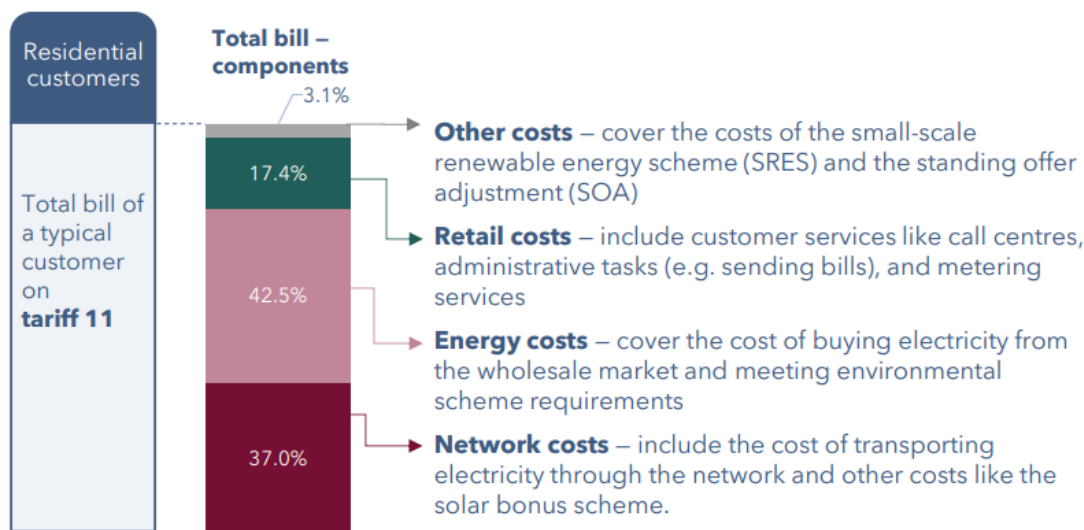 Residential
customers
Total bill –
components
3.1%
17.4%
42.5%
37.0%
Total bill of
a typical
customer
on
tariff 11
Other costs – cover the costs of the small-scale
renewable energy scheme (SRES) and the standing offer
adjustment (SOA)
Retail costs – include customer services like call centres,
administrative tasks (e.g. sending bills), and metering
services
Energy costs – cover the cost of buying electricity from
the wholesale market and meeting environmental
scheme requirements
Network costs – include the cost of transporting
electricity through the network and other costs like the
solar bonus scheme.